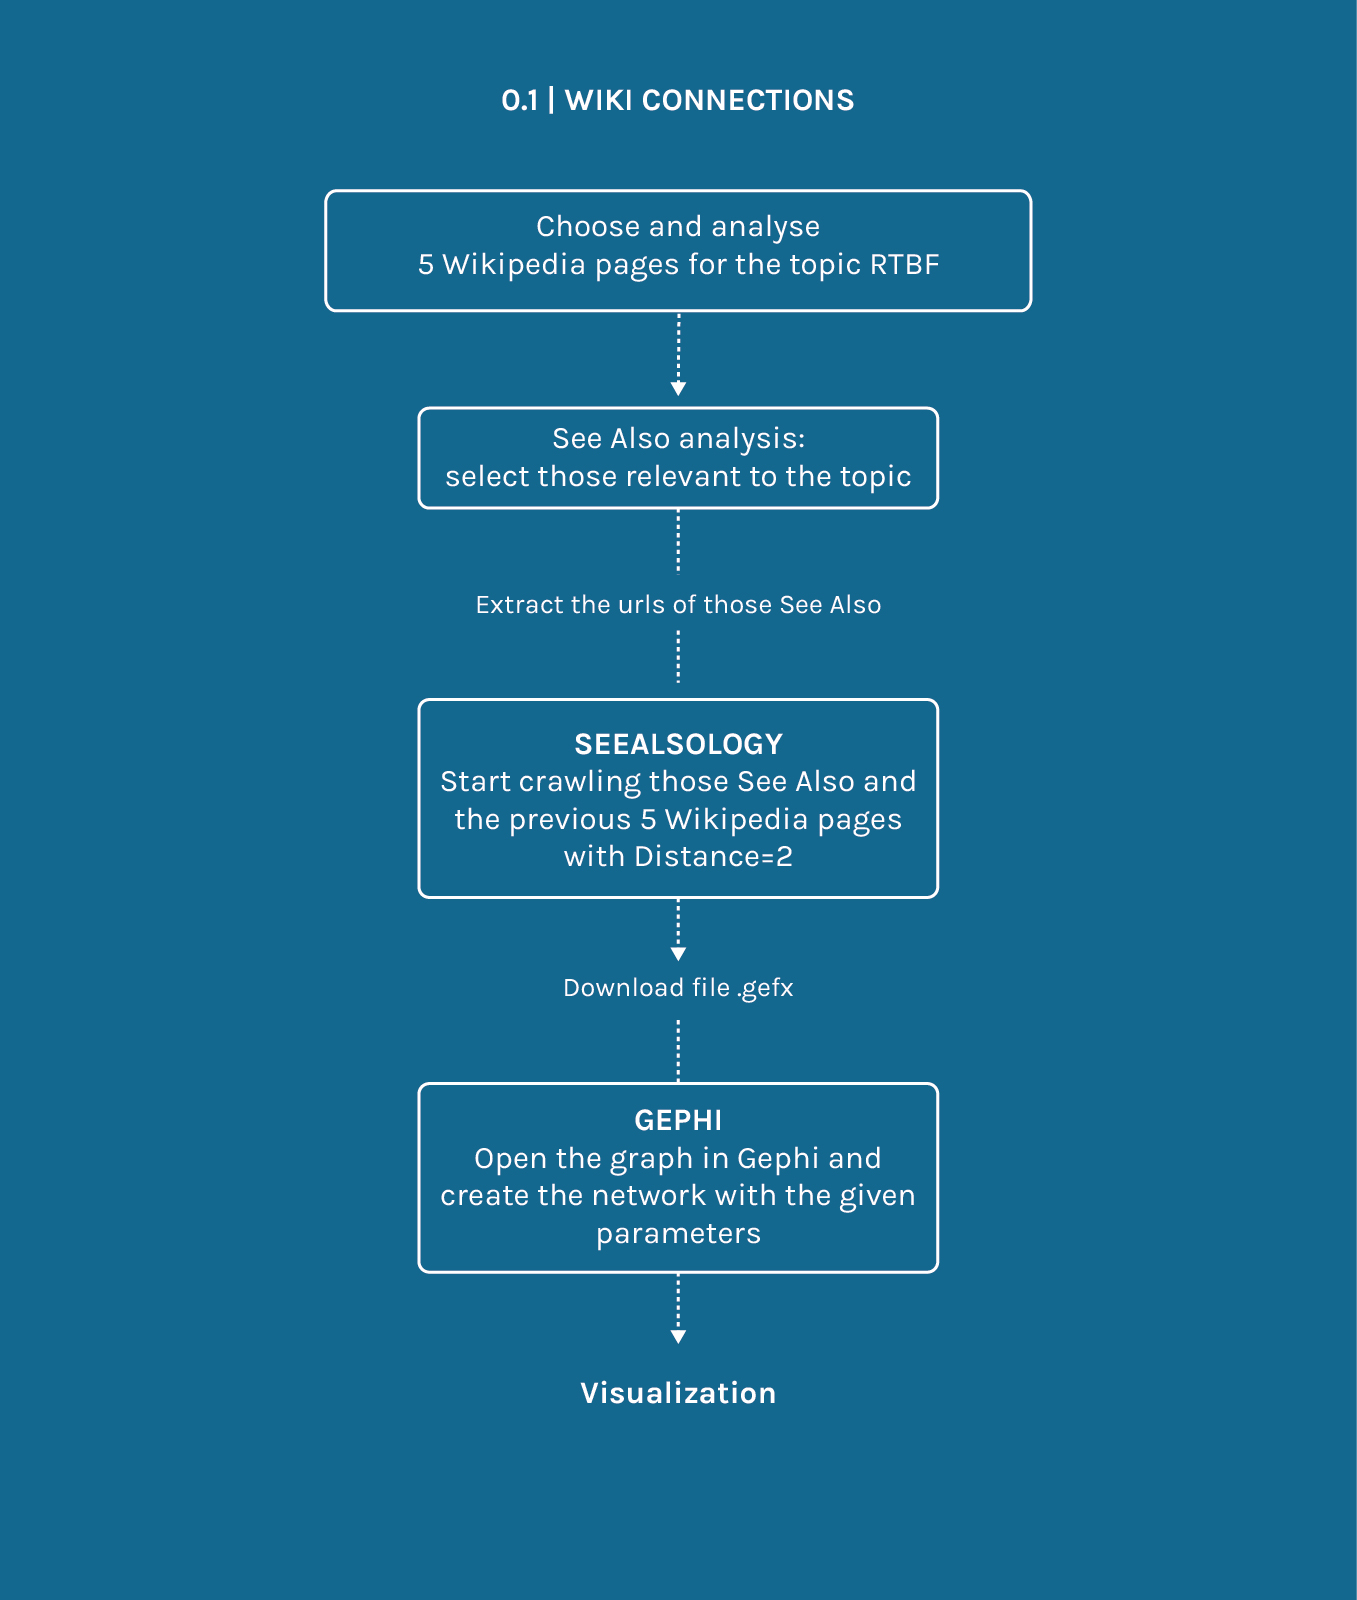 0.1 | WIKI CONNECTIONS
Choose and analyse
5 Wikipedia pages for the topic RTBF
See Also analysis:
select those relevant to the topic
Extract the urls of those See Also
SEEALSOLOGY
Start crawling those See Also and
the previous 5 Wikipedia pages
with Distance=2
Download file .gefx
GEPHI
Open the graph in Gephi and
create the network with the given
parameters
Visualization